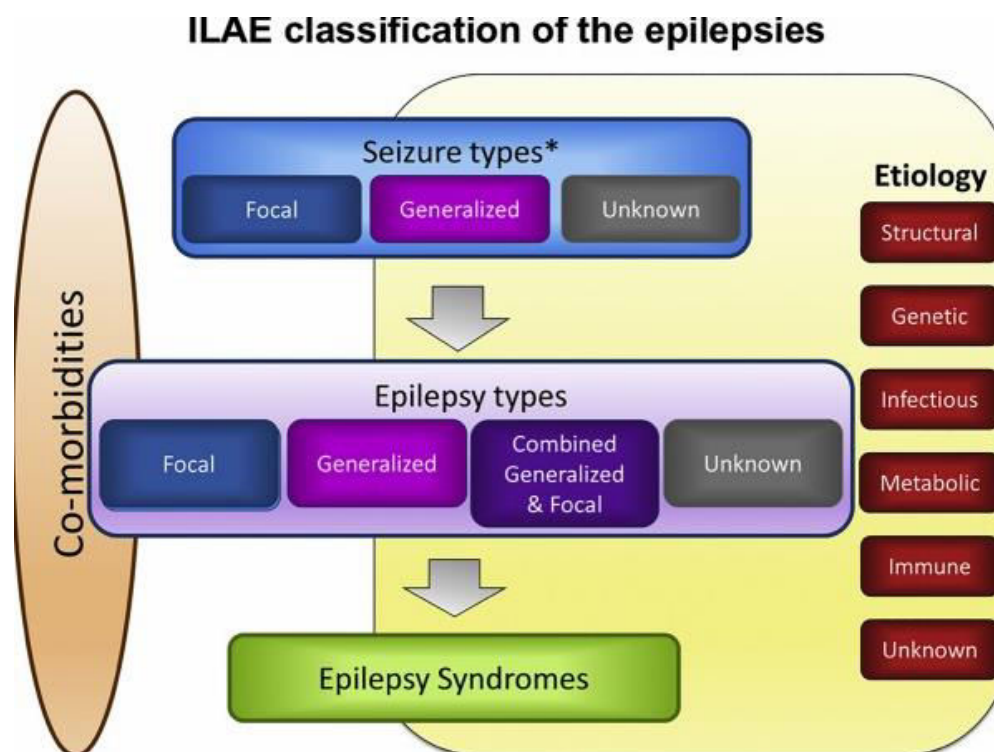 ILAE classification of the epilepsies
Co-morbidities
Seizure types*
Focal
Generalized
Unknown
Epilepsy types
Focal
Generalized
Combined
Generalized
& Focal
Unknown
Epilepsy Syndromes
Etiology
Structural
Genetic
Infectious
Metabolic
Immune
Unknown